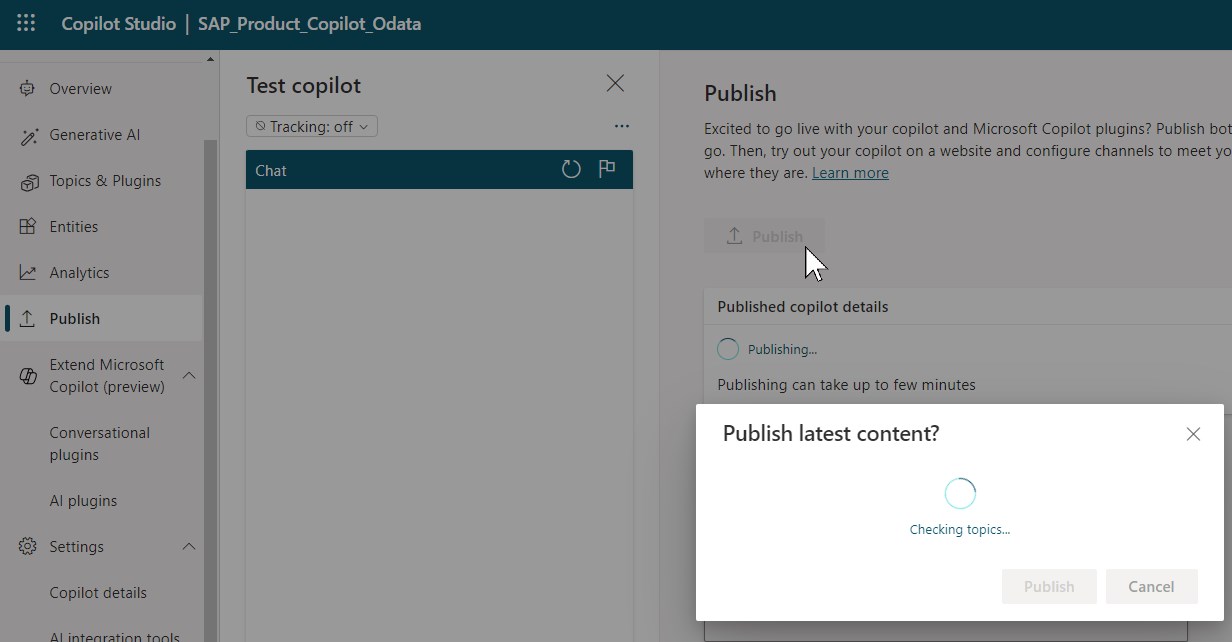 Copilot Studio | SAP_Product_Copilot_Odata
Overview
Generative AI
Topics & Plugins
Entities
Analytics
Publish
Extend Microsoft
Copilot (preview)
Conversational
plugins
AI plugins
Settings
Copilot details
AI integration tools
Test copilot
Tracking: off
Chat
Publish
Excited to go live with your copilot and Microsoft Copilot plugins? Publish bot
go. Then, try out your copilot on a website and configure channels to meet yo
where they are. Learn more
Publish
Published copilot details
Publishing...
Publishing can take up to few minutes
Publish latest content?
Checking topics...
Publish
Cancel